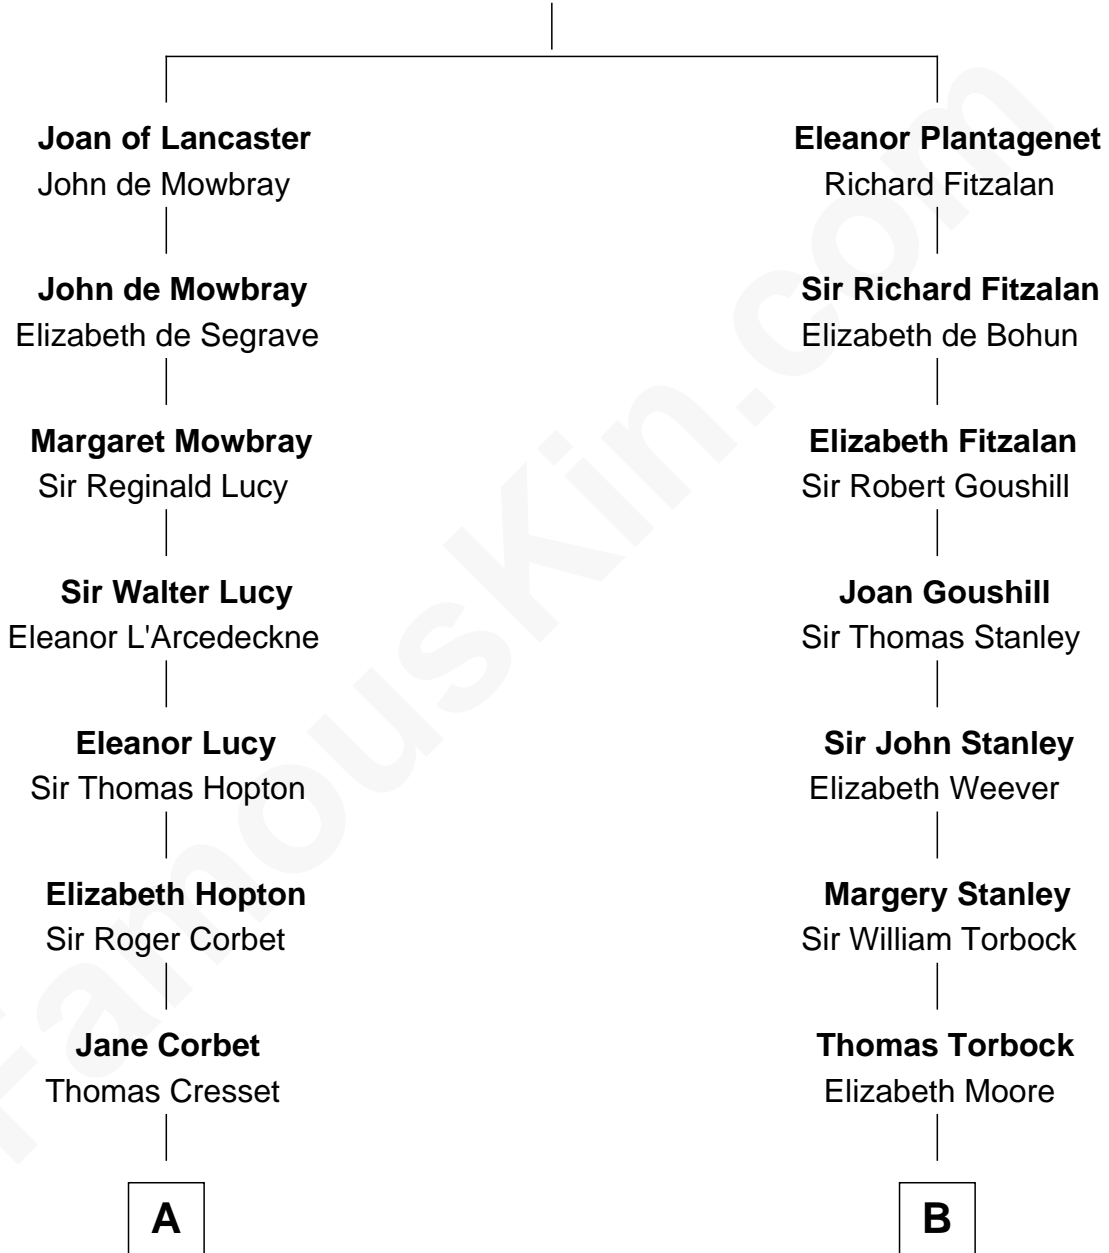 Joan of Lancaster
John de Mowbray
John de Mowbray
Elizabeth de Segrave
Margaret Mowbray
Sir Reginald Lucy
Sir Walter Lucy
Eleanor L'Arcedeckne
Eleanor Lucy
Sir Thomas Hopton
Elizabeth Hopton
Sir Roger Corbet
Jane Corbet
Thomas Cresset
A
Eleanor Plantagenet
Richard Fitzalan
Sir Richard Fitzalan
Elizabeth de Bohun
Elizabeth Fitzalan
Sir Robert Goushill
Joan Goushill
Sir Thomas Stanley
Sir John Stanley
Elizabeth Weever
Margery Stanley
Sir William Torbock
Thomas Torbock
Elizabeth Moore
B
FamousKin.com